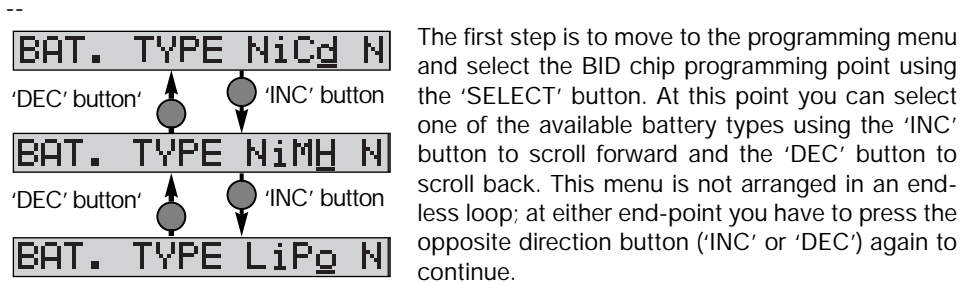 --
BAT. TYPE NiCd N
'DEC' button‘
'INC' button
BAT. TYPE NiMH N
'DEC' button‘
'INC' button
BAT. TYPE LiPo N
The first step is to move to the programming menu
and select the BID chip programming point using
the ‘SELECT’ button. At this point you can select
one of the available battery types using the ‘INC’
button to scroll forward and the ‘DEC’ button to
scroll back. This menu is not arranged in an end-
less loop; at either end-point you have to press the
opposite direction button (‘INC’ or ‘DEC’) again to
continue.